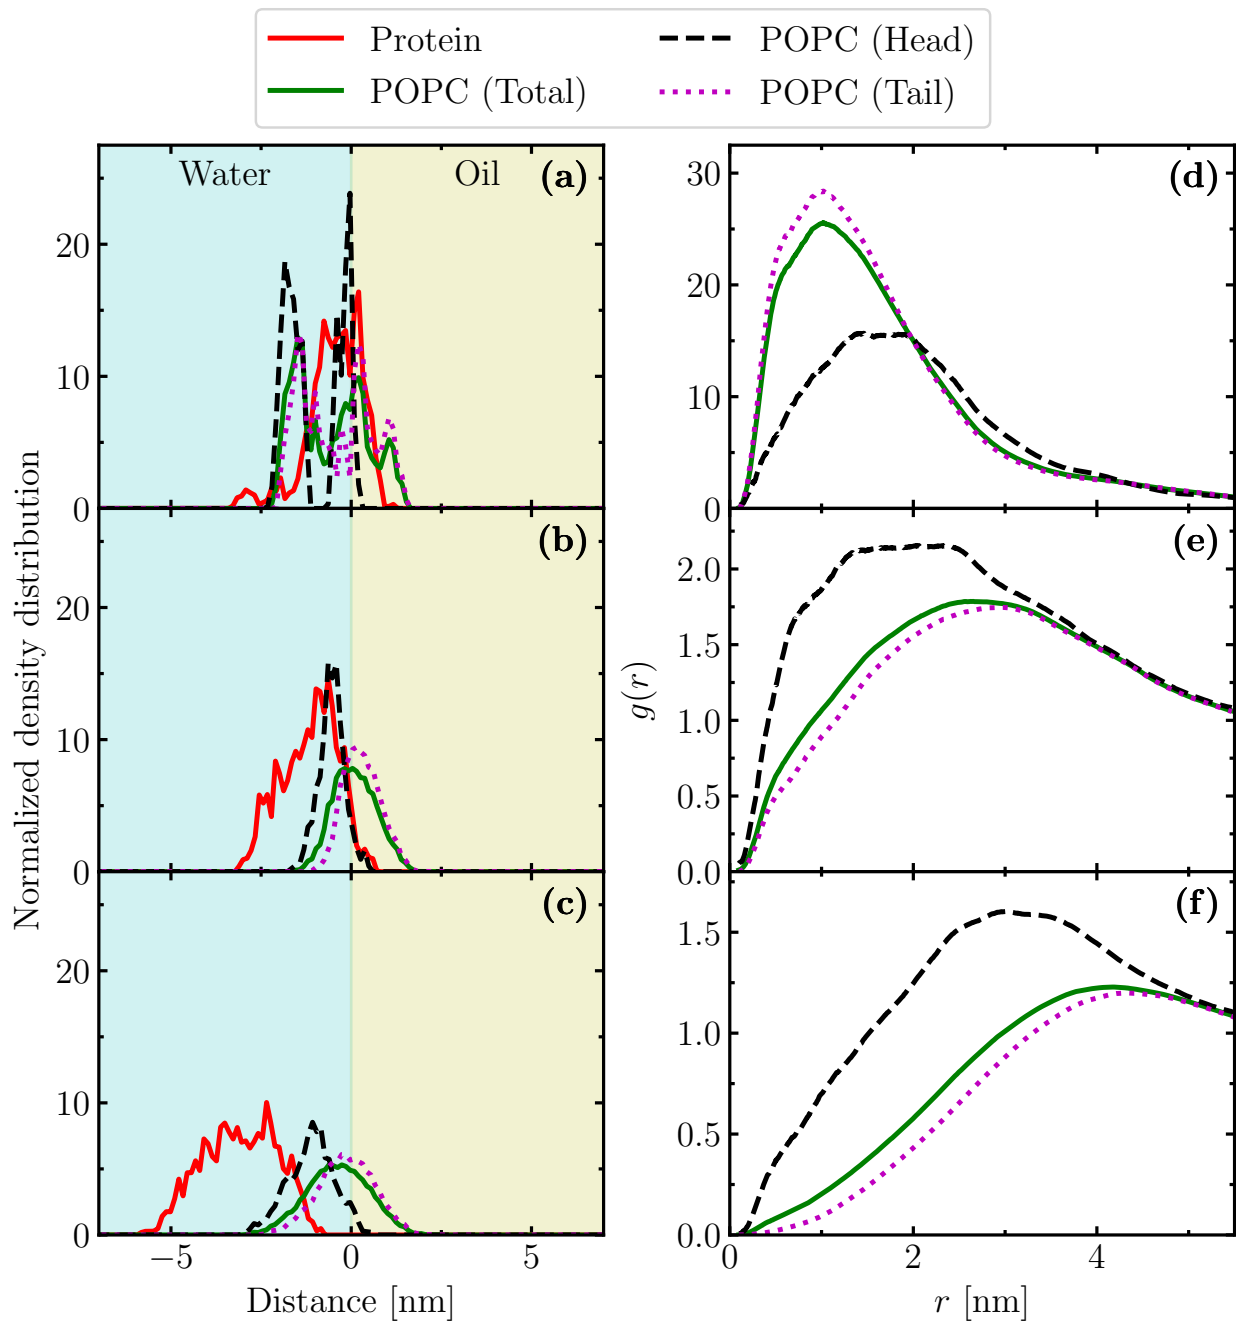 Protein
POPC (Total)
POPC (Head)
POPC (Tail)
Normalized density distribution
Water
Oil
(a)
20
10
0
(b)
20
10
0
(c)
20
10
0
−5 0 5
Distance [nm]
(d)
30
20
10
0
g(r)
(e)
2.0
1.5
1.0
0.5
0.0
(f)
1.5
1.0
0.5
0.0
0 2 4
r [nm]